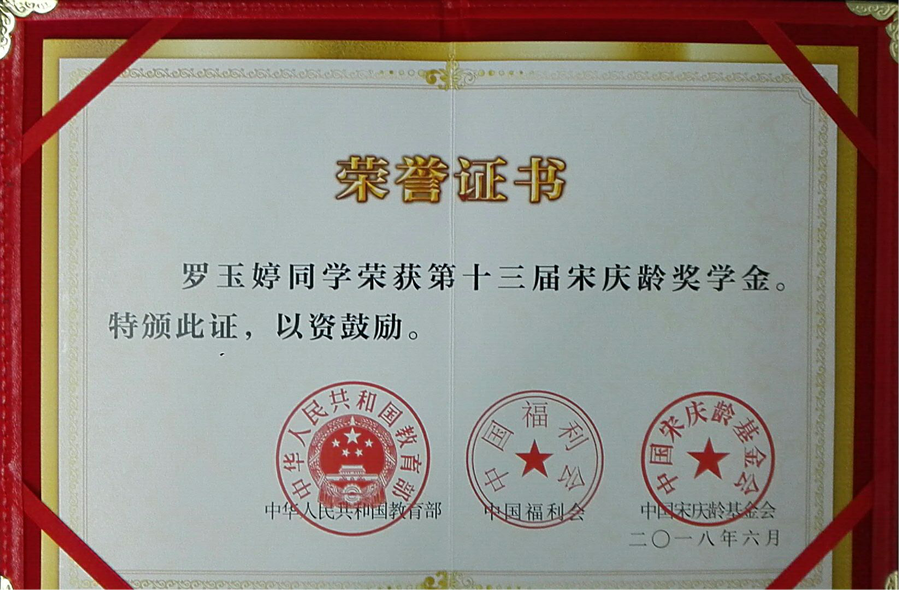 荣誉证书
罗玉婷同学荣获第十三届宋庆龄奖学金。
特颁此证，以资鼓励。
中华人民共和国教育部
中国福利会
中国宋庆龄基金会
中华人民共和国教育部 中国福利会 中国宋庆龄基金会
二〇一八年六月